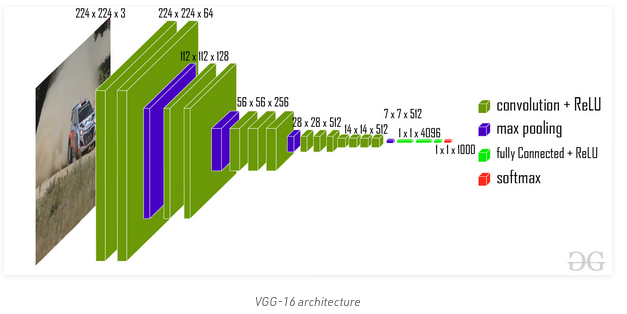 224 x 224 x 3
224 x 224 x 64
112 x 112 x 128
56 x 56 x 256
28 x 28 x 512
14 x 14 x 512
7 x 7 x 512
1 x 1 x 4096
1 x 1 x 1000
convolution + ReLU
max pooling
fully Connected + ReLU
softmax
VGG-16 architecture